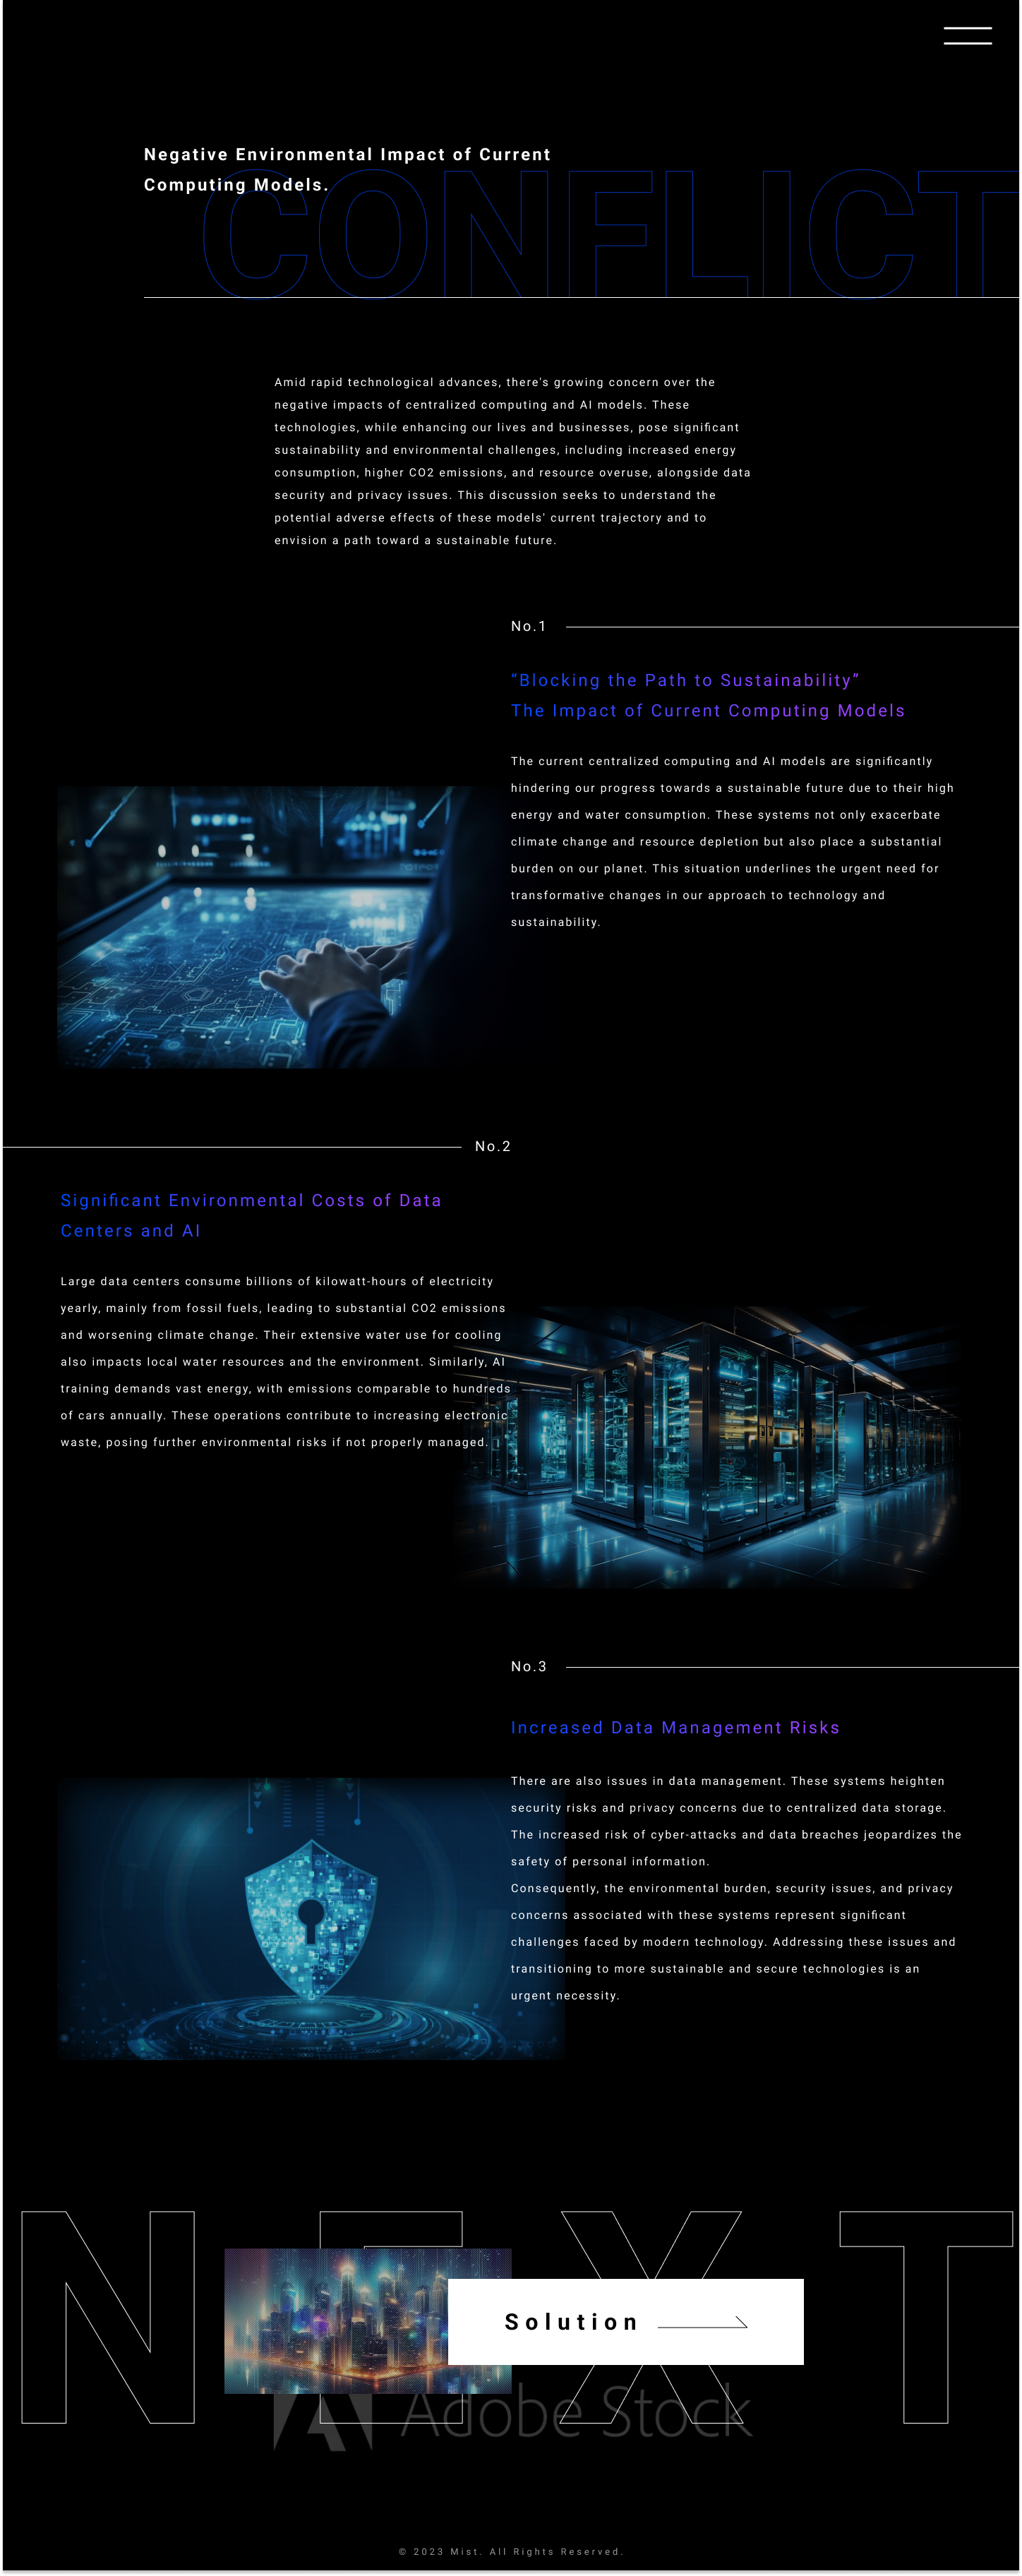 Negative Environmental Impact of Current
Computing Models.
CONFLICT
Amid rapid technological advances, there's growing concern over the
negative impacts of centralized computing and AI models. These
technologies, while enhancing our lives and businesses, pose significant
sustainability and environmental challenges, including increased energy
consumption, higher CO2 emissions, and resource overuse, alongside data
security and privacy issues. This discussion seeks to understand the
potential adverse effects of these models' current trajectory and to
envision a path toward a sustainable future.
No.1
“Blocking the Path to Sustainability”
The Impact of Current Computing Models
The current centralized computing and AI models are significantly
hindering our progress towards a sustainable future due to their high
energy and water consumption. These systems not only exacerbate
climate change and resource depletion but also place a substantial
burden on our planet. This situation underlines the urgent need for
transformative changes in our approach to technology and
sustainability.
No.2
Significant Environmental Costs of Data
Centers and AI
Large data centers consume billions of kilowatt-hours of electricity
yearly, mainly from fossil fuels, leading to substantial CO2 emissions
and worsening climate change. Their extensive water use for cooling
also impacts local water resources and the environment. Similarly, AI
training demands vast energy, with emissions comparable to hundreds
of cars annually. These operations contribute to increasing electronic
waste, posing further environmental risks if not properly managed.
No.3
Increased Data Management Risks
There are also issues in data management. These systems heighten
security risks and privacy concerns due to centralized data storage.
The increased risk of cyber-attacks and data breaches jeopardizes the
safety of personal information.
Consequently, the environmental burden, security issues, and privacy
concerns associated with these systems represent significant
challenges faced by modern technology. Addressing these issues and
transitioning to more sustainable and secure technologies is an
urgent necessity.
NEXT
Solution
Adobe Stock
© 2023 Mist. All Rights Reserved.